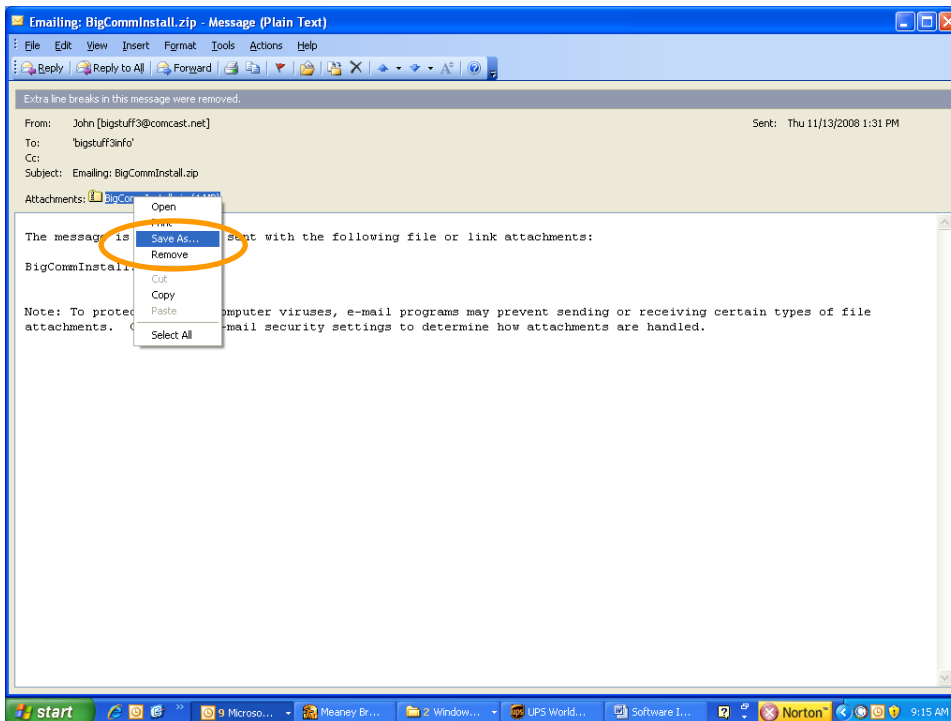 Emailing: BigCommInstall.zip - Message (Plain Text)
File Edit View Insert Format Tools Actions Help
Reply Reply to All Forward
Extra line breaks in this message were removed.
From: John [bigstuff3@comcast.net] Sent: Thu 11/13/2008 1:31 PM
To: 'bigstuff3info'
Cc:
Subject: Emailing: BigCommInstall.zip
Attachments:
Open
Print
Save As...
Remove
Cut
Copy
Paste
Select All
The message is sent with the following file or link attachments:
BigCommInstall.
Note: To protect computer viruses, e-mail programs may prevent sending or receiving certain types of file
attachments. -mail security settings to determine how attachments are handled.
start 9 Microso... Meaney Br... 2 Window... UPS World... Software I... Norton™ 9:15 AM